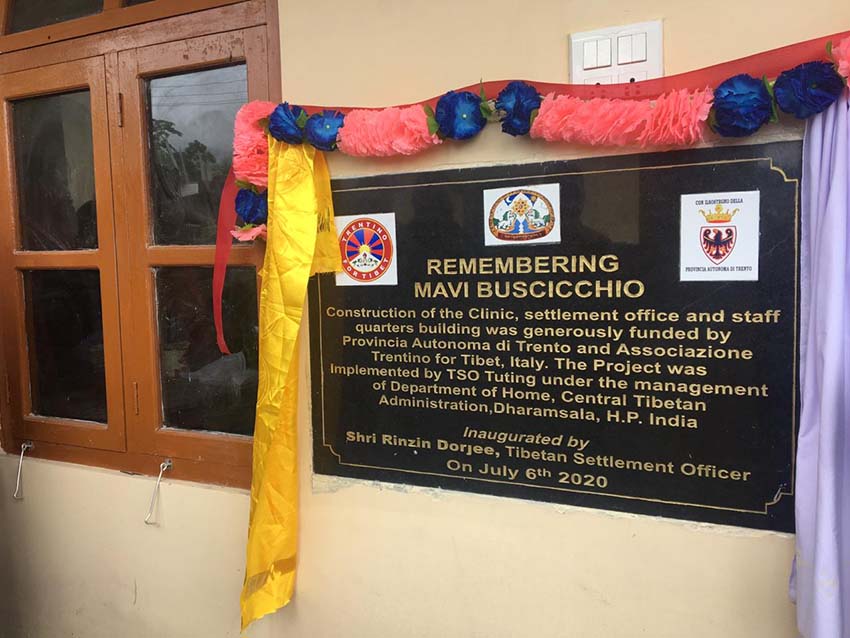 TRENTINO
FOR TIBET
CON IL SOSTEGNO DELLA
PROVINCIA AUTONOMA DI TRENTO
REMEMBERING
MAVI BUSCICCHIO
Construction of the Clinic, settlement office and staff
quarters building was generously funded by
Provincia Autonoma di Trento and Associazione
Trentino for Tibet, Italy. The Project was
Implemented by TSO Tuting under the management
of Department of Home, Central Tibetan
Administration,Dharamsala, H.P. India
Inaugurated by
Shri Rinzin Dorjee, Tibetan Settlement Officer
On July 6th 2020